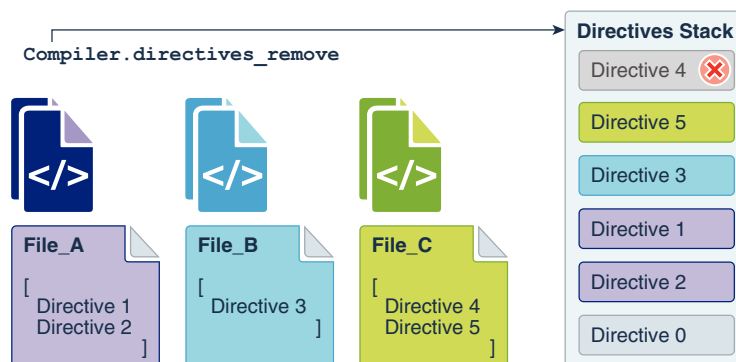 Compiler.directives_remove
Directives Stack
Directive 4
Directive 5
Directive 3
Directive 1
Directive 2
Directive 0
</>
</>
</>
File_A
[
Directive 1
Directive 2
]
File_B
[
Directive 3
]
File_C
[
Directive 4
Directive 5
]